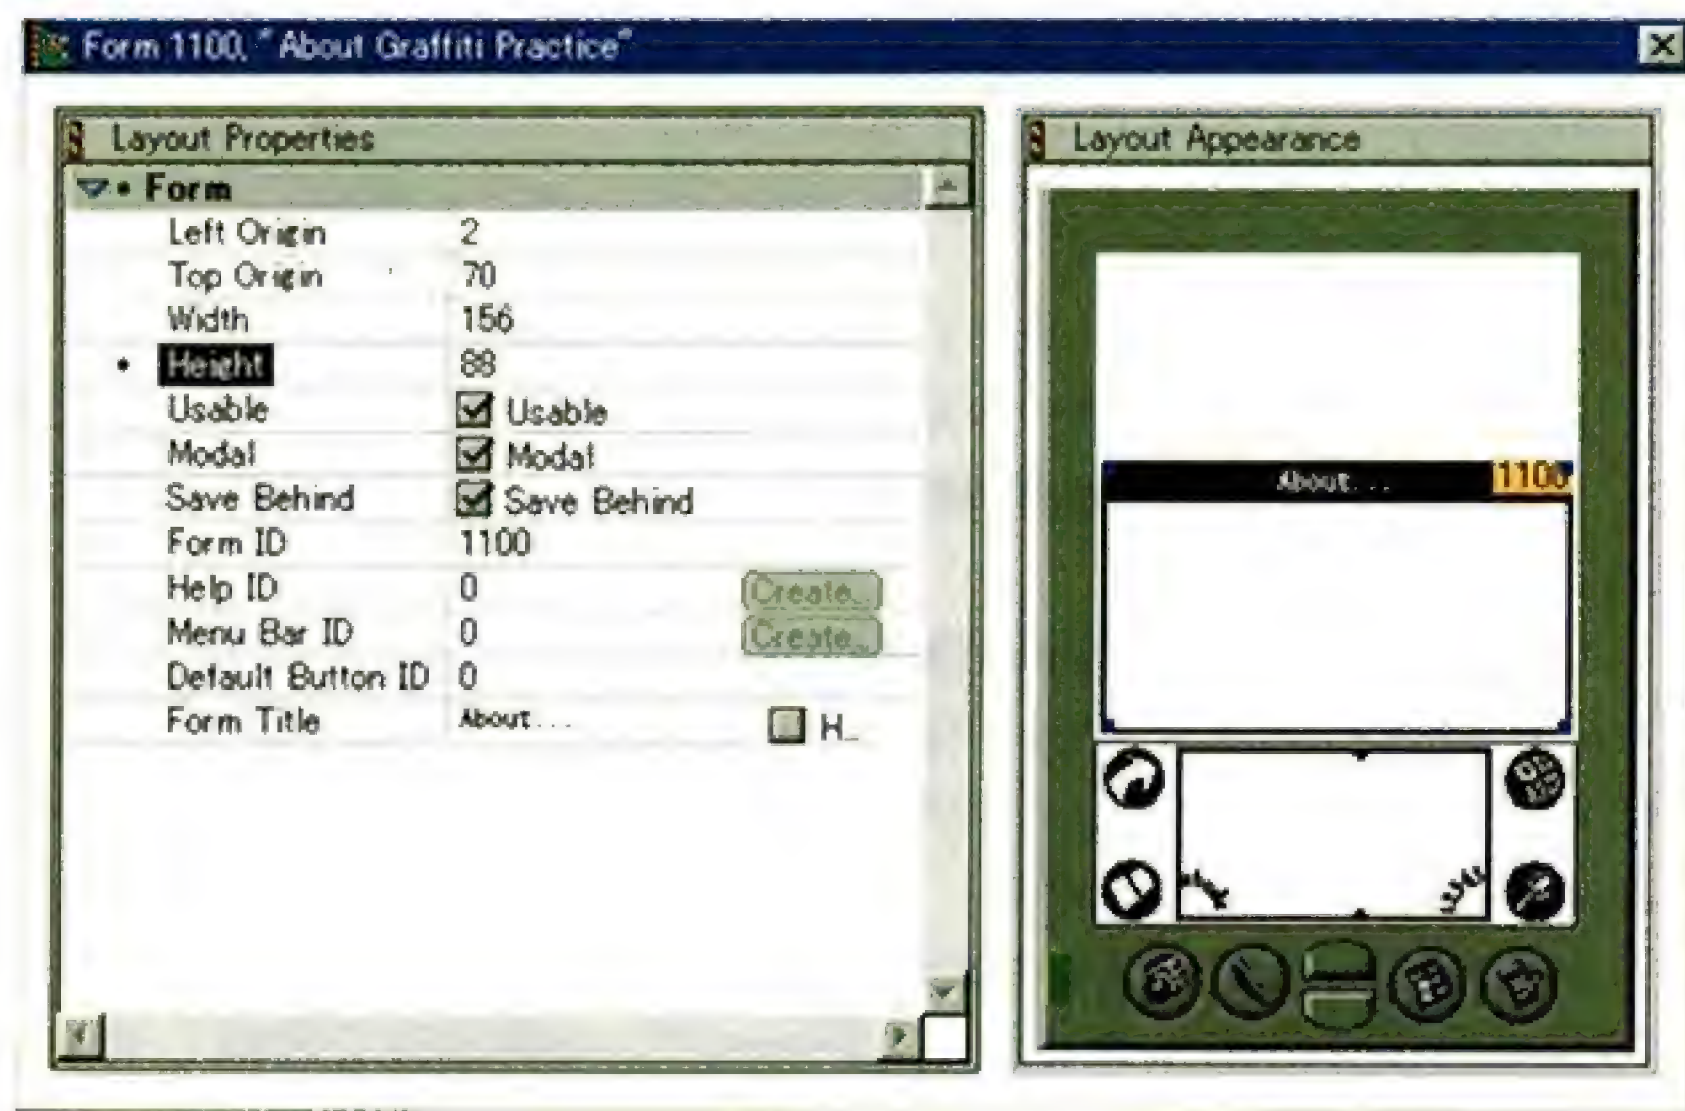 Form 1100, "About Graffiti Practice"
Layout Properties
Form
Left Origin 2
Top Origin 70
Width 156
Height 88
Usable Usable
Modal Modal
Save Behind Save Behind
Form ID 1100
Help ID 0 Create...
Menu Bar ID 0 Create...
Default Button ID 0
Form Title About... H...
Layout Appearance
About... 1100